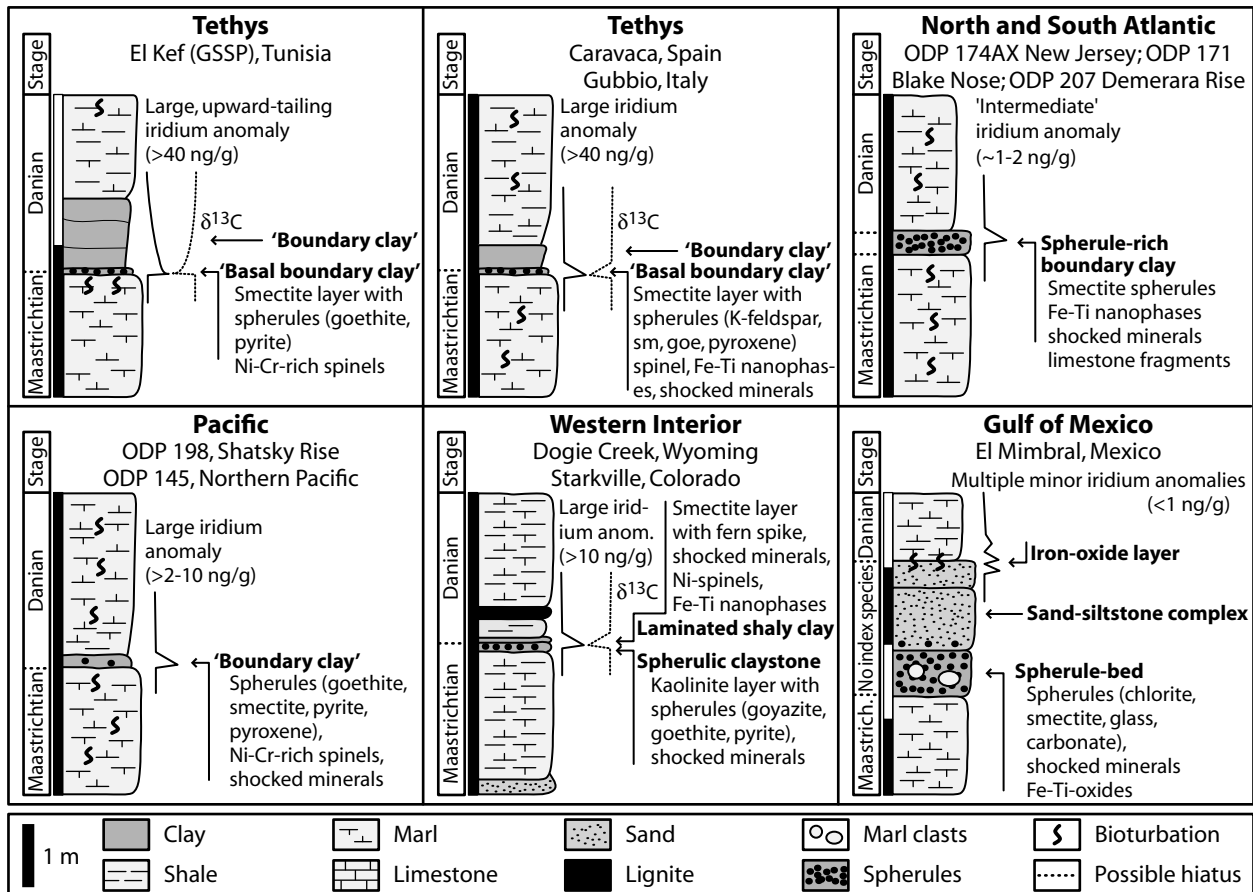 Tethys
El Kef (GSSP), Tunisia
Stage
Danian
Maastrichtian
Large, upward-tailing
iridium anomaly
(>40 ng/g)
δ13C
'Boundary clay'
'Basal boundary clay'
Smectite layer with
spherules (goethite,
pyrite)
Ni-Cr-rich spinels
Tethys
Caravaca, Spain
Gubbio, Italy
Stage
Danian
Maastrichtian
Large iridium
anomaly
(>40 ng/g)
δ13C
'Boundary clay'
'Basal boundary clay'
Smectite layer with
spherules (K-feldspar,
sm, goe, pyroxene)
spinel, Fe-Ti nanophas-
es, shocked minerals
North and South Atlantic
ODP 174AX New Jersey; ODP 171
Blake Nose; ODP 207 Demerara Rise
Stage
Danian
Maastrichtian
'Intermediate'
iridium anomaly
(~1-2 ng/g)
Spherule-rich
boundary clay
Smectite spherules
Fe-Ti nanophases
shocked minerals
limestone fragments
Pacific
ODP 198, Shatsky Rise
ODP 145, Northern Pacific
Stage
Danian
Maastrichtian
Large iridium
anomaly
(>2-10 ng/g)
'Boundary clay'
Spherules (goethite,
smectite, pyrite,
pyroxene),
Ni-Cr-rich spinels,
shocked minerals
Western Interior
Dogie Creek, Wyoming
Starkville, Colorado
Stage
Danian
Maastrichtian
Large irid-
ium anom.
(>10 ng/g)
δ13C
Smectite layer
with fern spike,
shocked minerals,
Ni-spinels,
Fe-Ti nanophases
Laminated shaly clay
Spherulic claystone
Kaolinite layer with
spherules (goyazite,
goethite, pyrite),
shocked minerals
Gulf of Mexico
El Mimbral, Mexico
Stage
Danian
No index species
Maastrich.
Multiple minor iridium anomalies
(<1 ng/g)
Iron-oxide layer
Sand-siltstone complex
Spherule-bed
Spherules (chlorite,
smectite, glass,
carbonate),
shocked minerals
Fe-Ti-oxides
1 m
Clay
Marl
Sand
Marl clasts
Bioturbation
Shale
Limestone
Lignite
Spherules
Possible hiatus